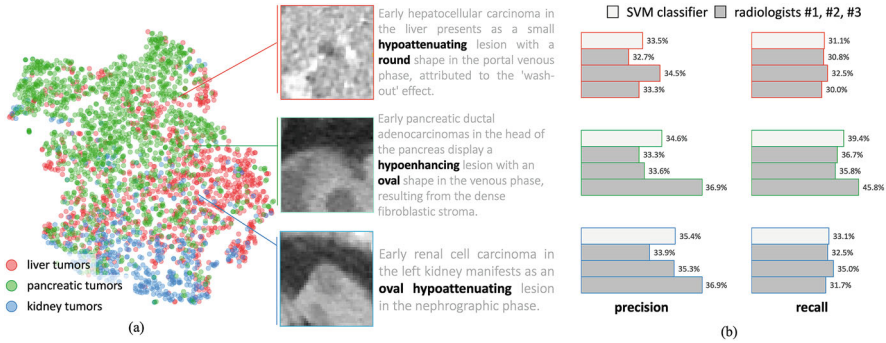 Early hepatocellular carcinoma in
the liver presents as a small
hypoattenuating lesion with a
round shape in the portal venous
phase, attributed to the 'wash-
out' effect.
Early pancreatic ductal
adenocarcinomas in the head of
the pancreas display a
hypoenhancing lesion with an
oval shape in the venous phase,
resulting from the dense
fibroblastic stroma.
Early renal cell carcinoma in
the left kidney manifests as an
oval hypoattenuating lesion
in the nephrographic phase.
liver tumors
pancreatic tumors
kidney tumors
(a)
SVM classifier
radiologists #1, #2, #3
33.5%
32.7%
34.5%
33.3%
31.1%
30.8%
32.5%
30.0%
34.6%
33.3%
33.6%
36.9%
39.4%
36.7%
35.8%
45.8%
35.4%
33.9%
35.3%
36.9%
33.1%
32.5%
35.0%
31.7%
precision
recall
(b)